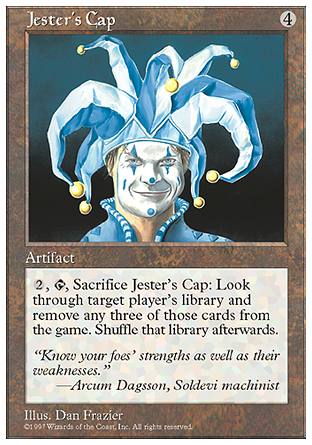 Jester's Cap 4
Artifact
2, , Sacrifice Jester's Cap: Look
through target player's library and
remove any three of those cards from
the game. Shuffle that library afterwards.
"Know your foes' strengths as well as their
weaknesses."
—Arcum Dagsson, Soldevi machinist
Illus. Dan Frazier
©1997 Wizards of the Coast, Inc. All rights reserved.